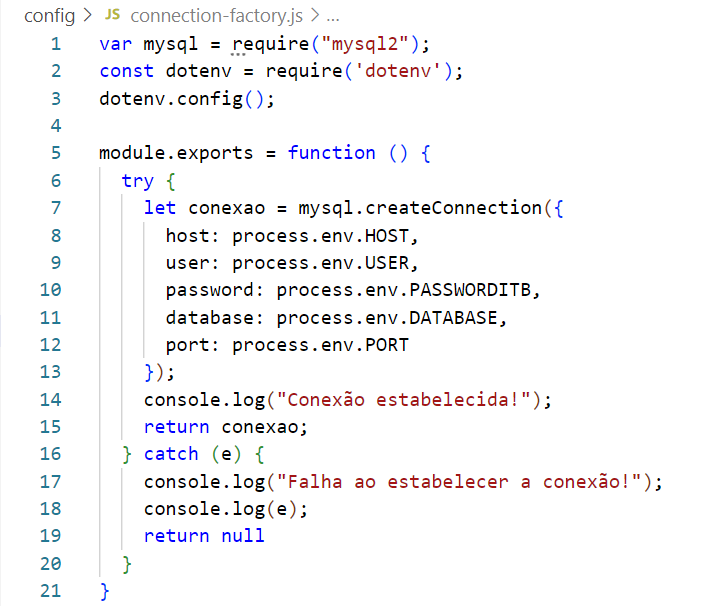 config > JS connection-factory.js > ...
1 var mysql = require("mysql2");
2 const dotenv = require('dotenv');
3 dotenv.config();
4
5 module.exports = function () {
6   try {
7     let conexao = mysql.createConnection({
8       host: process.env.HOST,
9       user: process.env.USER,
10       password: process.env.PASSWORDITB,
11       database: process.env.DATABASE,
12       port: process.env.PORT
13     });
14     console.log("Conexão estabelecida!");
15     return conexao;
16   } catch (e) {
17     console.log("Falha ao estabelecer a conexão!");
18     console.log(e);
19     return null
20   }
21 }